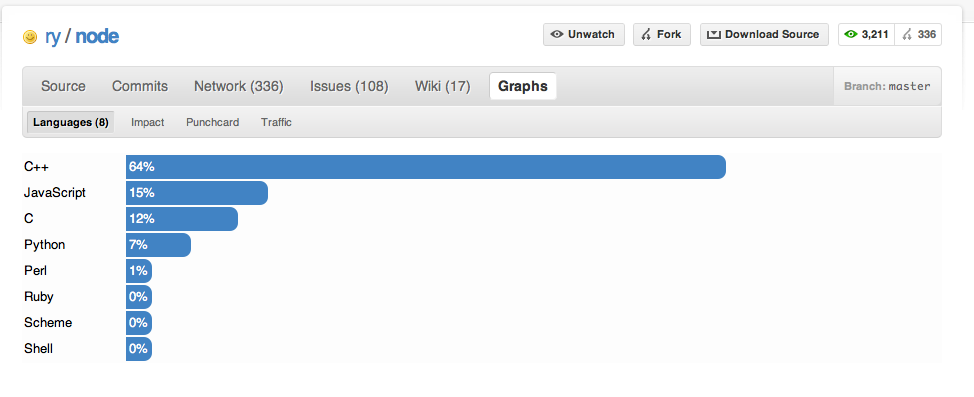 ry / node
Unwatch Fork Download Source 3,211 336
Source Commits Network (336) Issues (108) Wiki (17) Graphs Branch: master
Languages (8) Impact Punchcard Traffic
C++ 64%
JavaScript 15%
C 12%
Python 7%
Perl 1%
Ruby 0%
Scheme 0%
Shell 0%